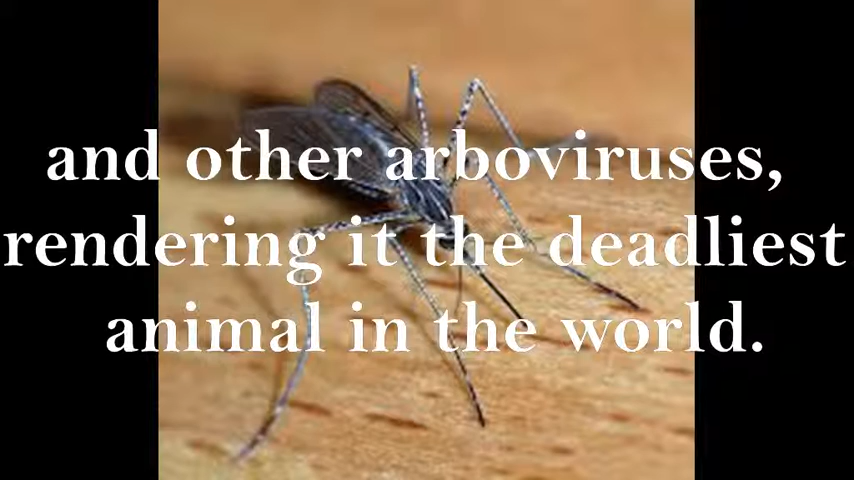 and other arboviruses,
rendering it the deadliest
animal in the world.